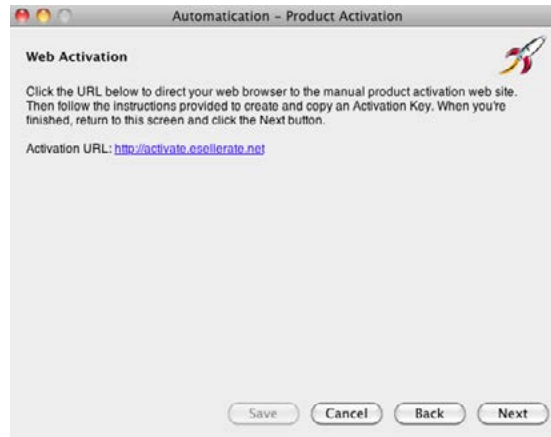 Automatication – Product Activation
Web Activation
Click the URL below to direct your web browser to the manual product activation web site.
Then follow the instructions provided to create and copy an Activation Key. When you're
finished, return to this screen and click the Next button.
Activation URL: http://activate.esellerate.net
Save Cancel Back Next